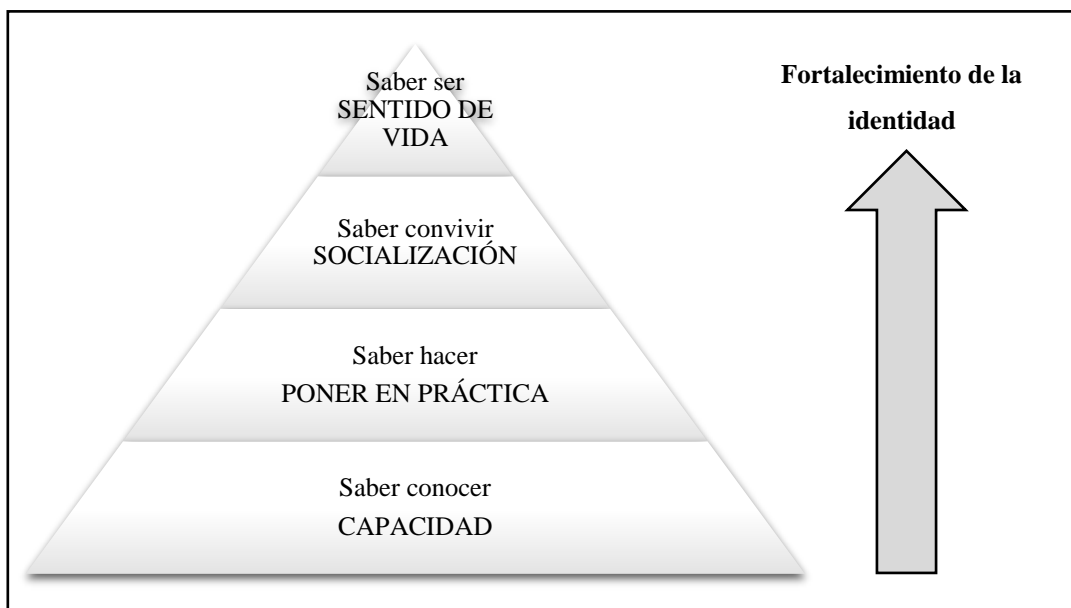 Saber ser
SENTIDO DE
VIDA
Saber convivir
SOCIALIZACIÓN
Saber hacer
PONER EN PRÁCTICA
Saber conocer
CAPACIDAD
Fortalecimiento de la
identidad